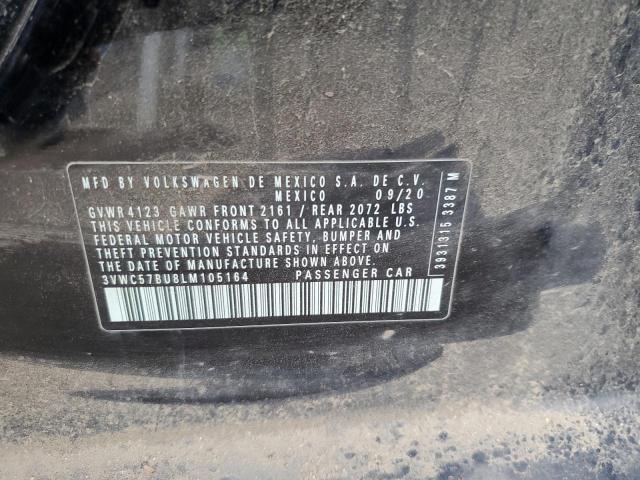 MFD BY VOLKSWAGEN DE MEXICO S.A. DE C.V.
MEXICO 09/20
GVWR 4123 GAWR FRONT 2161 / REAR 2072 LBS
THIS VEHICLE CONFORMS TO ALL APPLICABLE U.S.
FEDERAL MOTOR VEHICLE SAFETY, BUMPER AND
THEFT PREVENTION STANDARDS IN EFFECT ON
THE DATE OF MANUFACTURE SHOWN ABOVE.
3VWC57BU8LM105164 PASSENGER CAR
3931315 3387 M